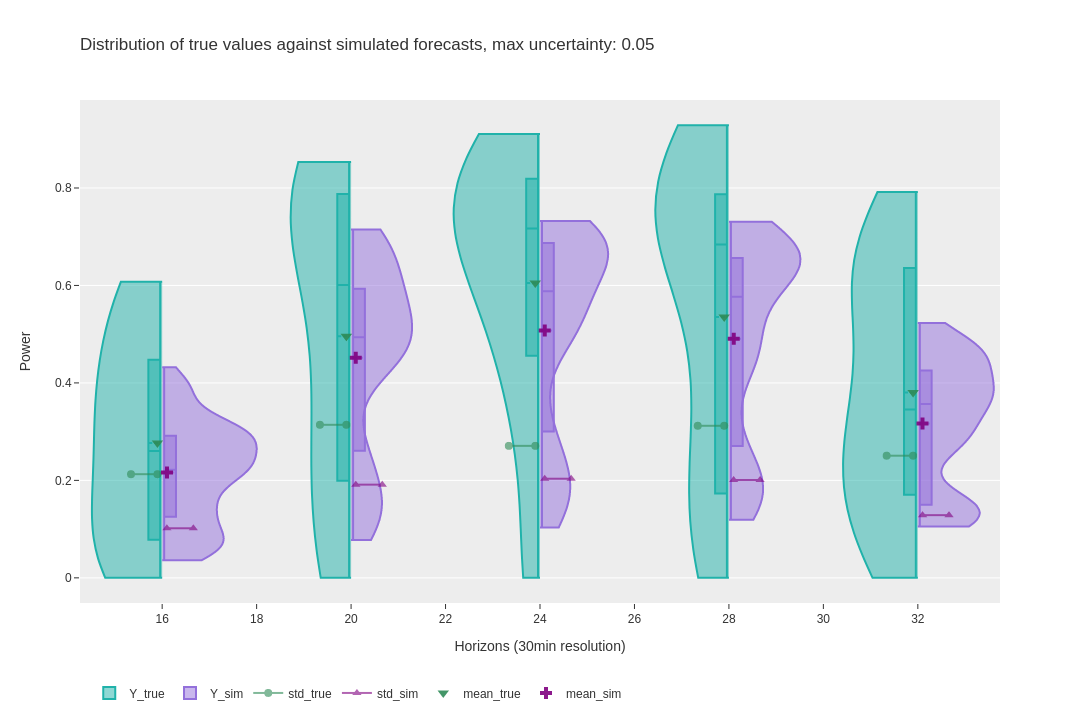 Distribution of true values against simulated forecasts, max uncertainty: 0.05
Power
0.8
0.6
0.4
0.2
0
16 18 20 22 24 26 28 30 32
Horizons (30min resolution)
Y_true Y_sim std_true std_sim mean_true mean_sim